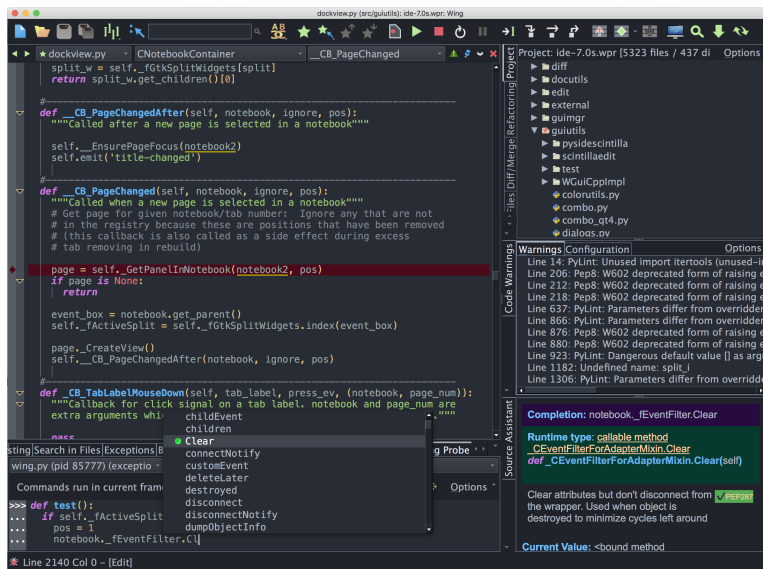 dockview.py (src/guiutils): ide-7.0s.wpr: Wing
dockview.py
CNotebookContainer
__CB_PageChanged
split_w = self._fGtkSplitWidgets[split]
return split_w.get_children()[0]
#
def __CB_PageChangedAfter(self, notebook, ignore, pos):
"""Called after a new page is selected in a notebook"""
self.__EnsurePageFocus(notebook2)
self.emit('title-changed')
#
def __CB_PageChanged(self, notebook, ignore, pos):
"""Called when a new page is selected in a notebook"""
# Get page for given notebook/tab number:  Ignore any that are not
# in the registry because these are positions that have been removed
# (this callback is also called as a side effect during excess
# tab removing in rebuild)
page = self._GetPanelInNotebook(notebook2, pos)
if page is None:
return
event_box = notebook.get_parent()
self._fActiveSplit = self._fGtkSplitWidgets.index(event_box)
page._CreateView()
self.__CB_PageChangedAfter(notebook, ignore, pos)
#
def _CB_TabLabelMouseDown(self, tab_label, press_ev, (notebook, page_num)):
"""Callback for click signal on a tab label. notebook and page_num are
extra arguments whi
."""
pass
childEvent
children
Clear
connectNotify
customEvent
deleteLater
destroyed
disconnect
disconnectNotify
dumpObjectInfo
sting
Search in Files
Exceptions
B
g Probe
wing.py (pid 85777) (exceptio
Commands run in current fram
Options
>>> def test():
... if self._fActiveSplit
... pos = 1
... notebook._fEventFilter.Cl
Line 2140 Col 0 – [Edit]
Project
Refactoring
Diff/Merge
Files
Project: ide-7.0s.wpr [5323 files / 437 di
Options
diff
docutils
edit
external
guimgr
guiutils
pysidescintilla
scintillaedit
test
WGuiCppImpl
colorutils.py
combo.py
combo_qt4.py
dialogs.py
Code Warnings
Warnings
Configuration
Options
Line 14: PyLint: Unused import itertools (unused-i
Line 206: Pep8: W602 deprecated form of raising e
Line 212: Pep8: W602 deprecated form of raising e
Line 218: Pep8: W602 deprecated form of raising e
Line 637: PyLint: Parameters differ from overridden
Line 866: PyLint: Parameters differ from overridden
Line 876: Pep8: W602 deprecated form of raising e
Line 880: Pep8: W602 deprecated form of raising e
Line 923: PyLint: Dangerous default value [] as argu
Line 1182: Undefined name: split_i
Line 1306: PyLint: Parameters differ from overridde
Source Assistant
Completion: notebook._fEventFilter.Clear
Runtime type: callable method
_CEventFilterForAdapterMixin.Clear
def _CEventFilterForAdapterMixin.Clear(self)
Clear attributes but don't disconnect from
PEP287
the wrapper. Used when object is
destroyed to minimize cycles left around
Current Value: <bound method